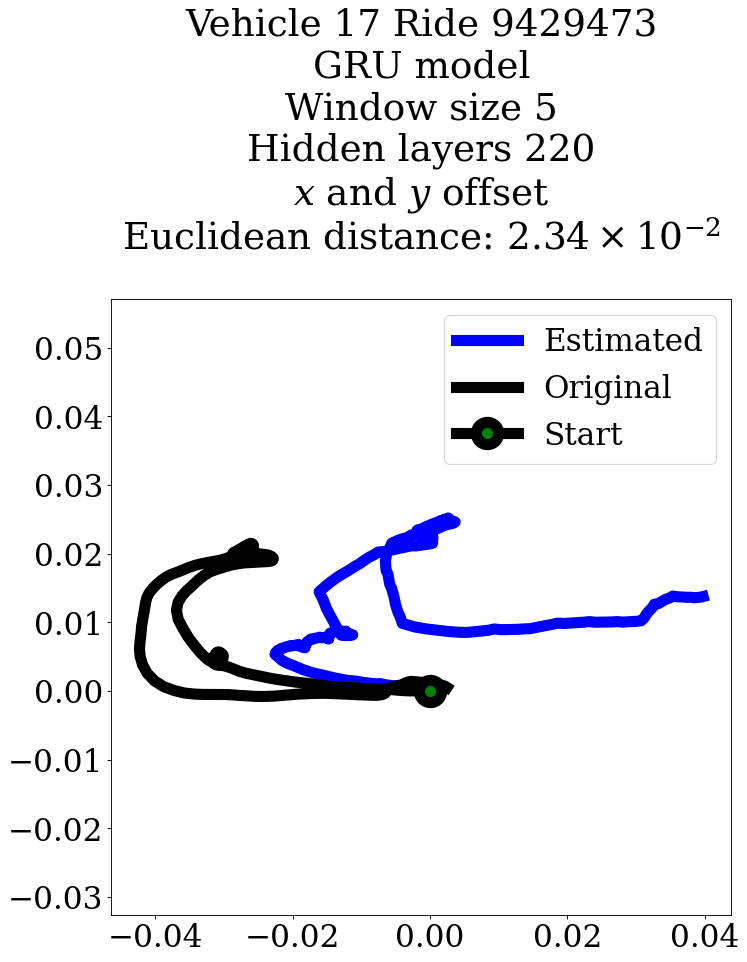 Vehicle 17 Ride 9429473
GRU model
Window size 5
Hidden layers 220
x and y offset
Euclidean distance: 2.34 × 10⁻²
Estimated
Original
Start
0.05
0.04
0.03
0.02
0.01
0.00
−0.01
−0.02
−0.03
−0.04 −0.02 0.00 0.02 0.04